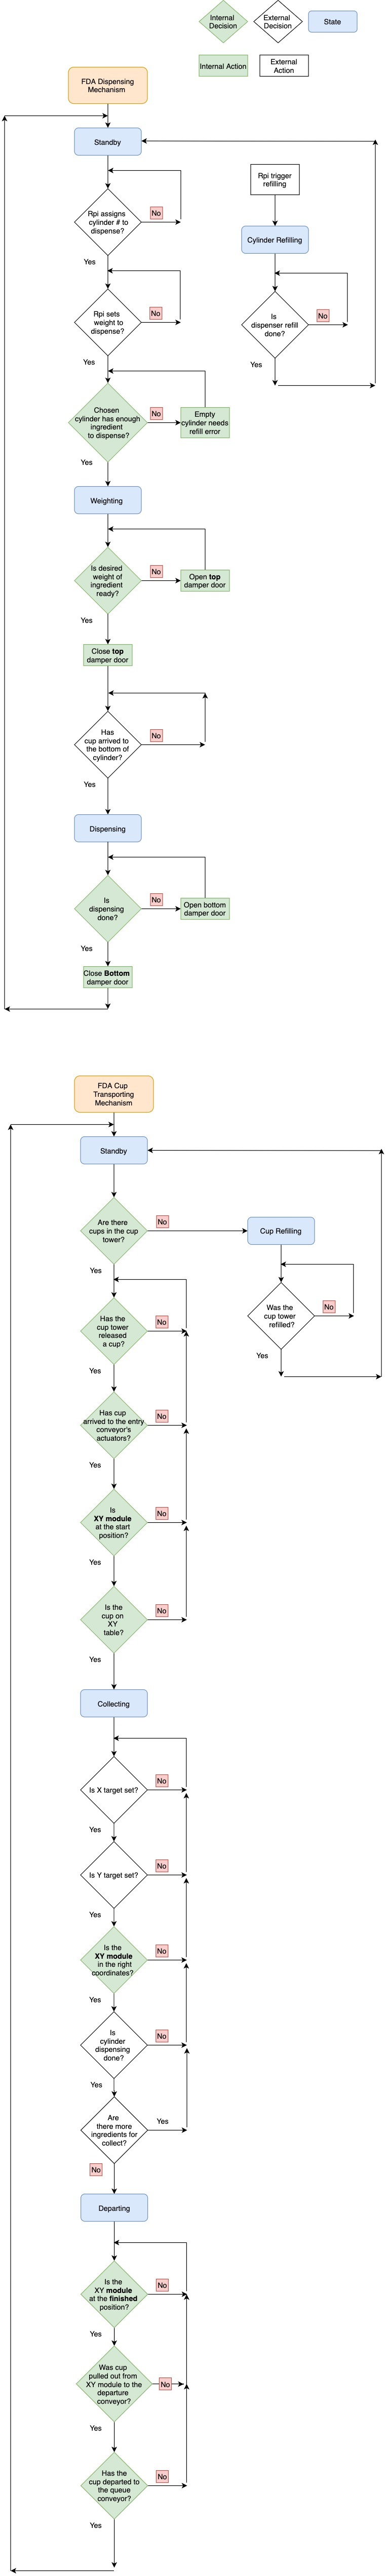 Internal
Decision
External
Decision
State
Internal Action
External
Action
FDA Dispensing
Mechanism
Standby
Rpi assigns
cylinder # to
dispense?
No
Yes
Rpi sets
weight to
dispense?
No
Yes
Chosen
cylinder has enough
ingredient
to dispense?
No
Empty
cylinder needs
refill error
Yes
Weighting
Is desired
weight of
ingredient
ready?
No
Open top
damper door
Yes
Close top
damper door
Has
cup arrived to
the bottom of
cylinder?
No
Yes
Dispensing
Is
dispensing
done?
No
Open bottom
damper door
Yes
Close Bottom
damper door
Rpi trigger
refilling
Cylinder Refilling
Is
dispenser refill
done?
No
Yes
FDA Cup
Transporting
Mechanism
Standby
Are there
cups in the cup
tower?
No
Yes
Cup Refilling
Was the
cup tower
refilled?
No
Yes
Has the
cup tower
released
a cup?
No
Yes
Has cup
arrived to the entry
conveyor's
actuators?
No
Yes
Is
XY module
at the start
position?
No
Yes
Is the
cup on
XY
table?
No
Yes
Collecting
Is X target set?
No
Yes
Is Y target set?
No
Yes
Is the
XY module
in the right
coordinates?
No
Yes
Is
cylinder
dispensing
done?
No
Yes
Are
there more
ingredients for
collect?
Yes
No
Departing
Is the
XY module
at the finished
position?
No
Yes
Was cup
pulled out from
XY module to the
departure
conveyor?
No
Yes
Has the
cup departed to
the queue
conveyor?
No
Yes